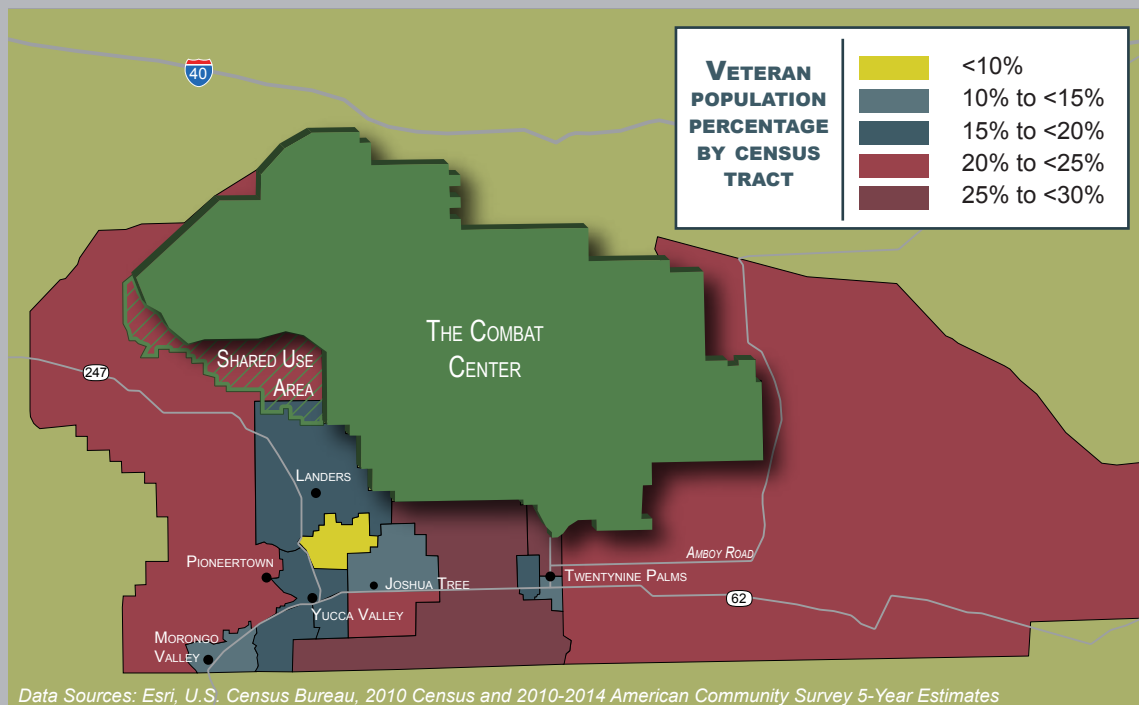 VETERAN
POPULATION
PERCENTAGE
BY CENSUS
TRACT
<10%
10% to <15%
15% to <20%
20% to <25%
25% to <30%
40
THE COMBAT
CENTER
SHARED USE
AREA
247
LANDERS
AMBOY ROAD
PIONEERTOWN
TWENTYNINE PALMS
JOSHUA TREE
62
YUCCA VALLEY
MORONGO
VALLEY
Data Sources: Esri, U.S. Census Bureau, 2010 Census and 2010-2014 American Community Survey 5-Year Estimates